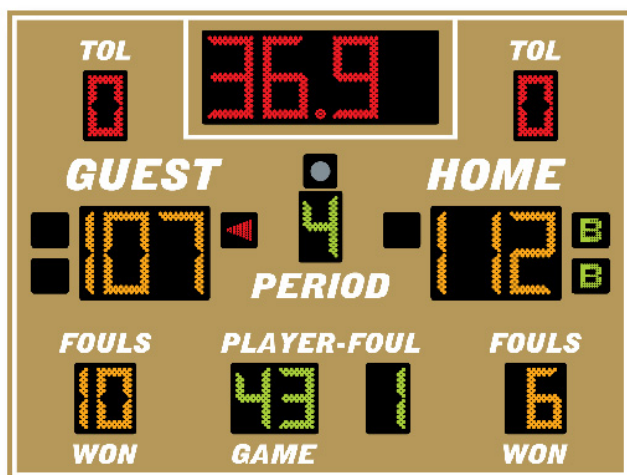 TOL 36.9 TOL
0 0
GUEST HOME
107 4 112 B
B
PERIOD
FOULS PLAYER-FOUL FOULS
10 43 1 6
WON GAME WON